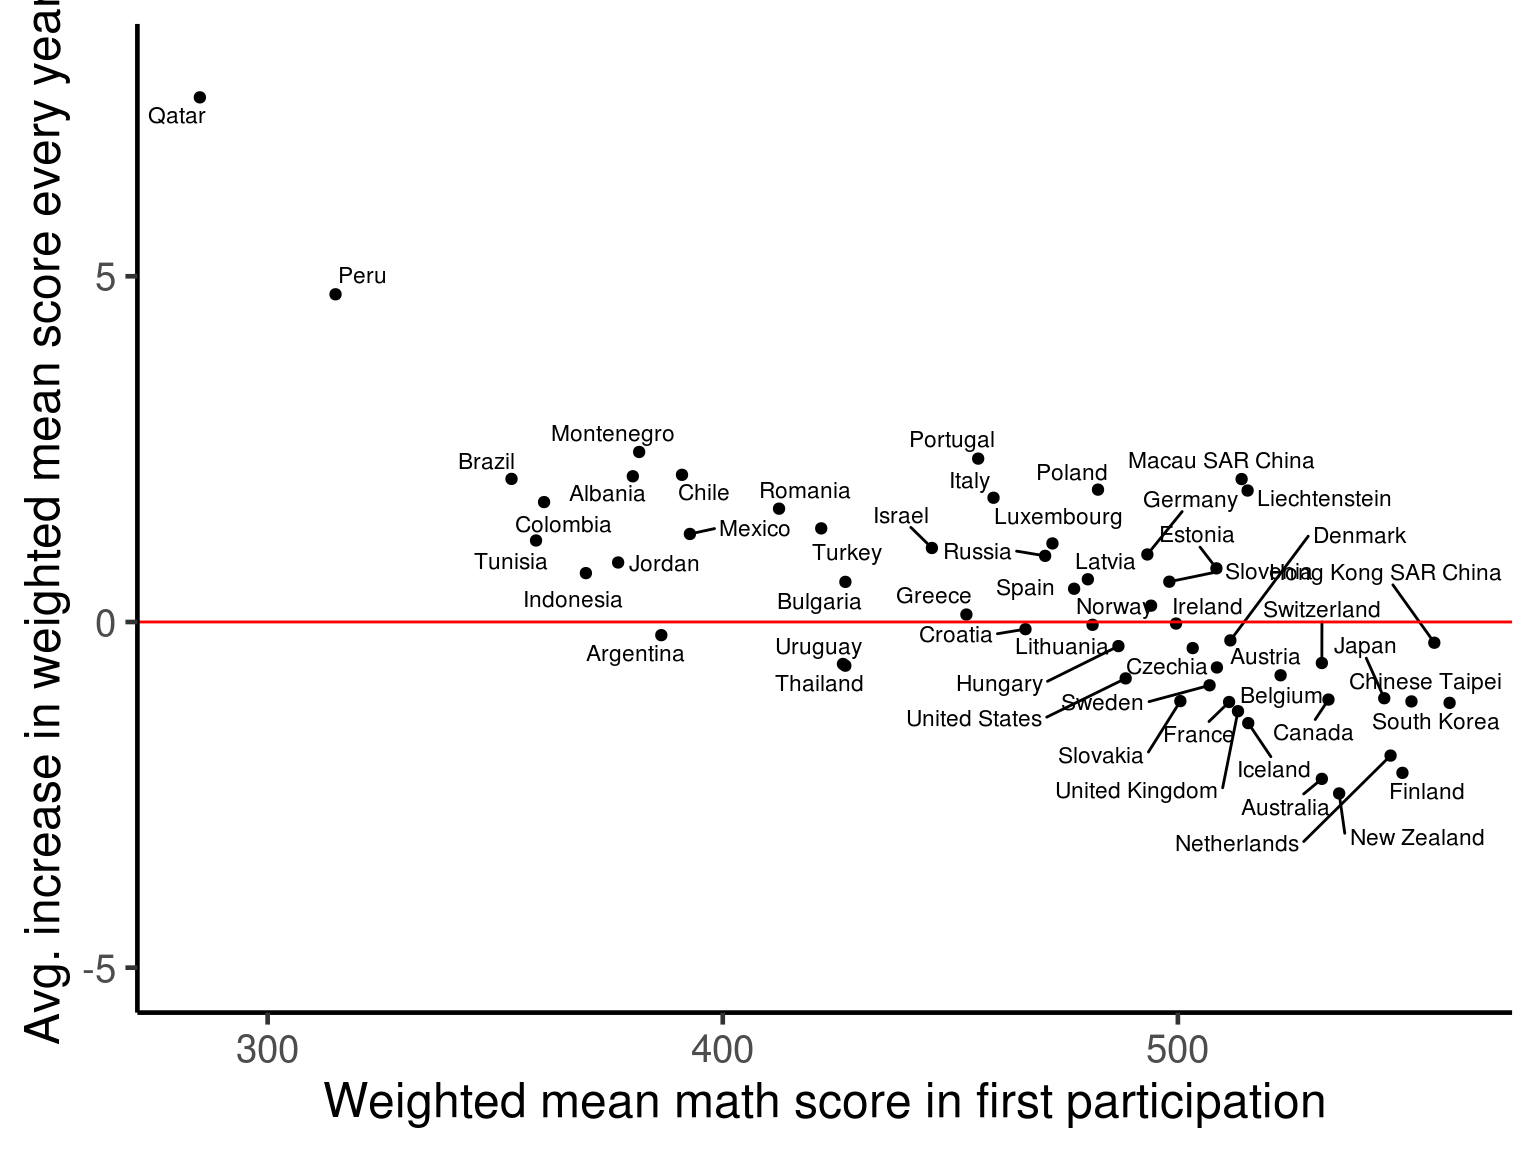 Avg. increase in weighted mean score every year
5
0
-5
Qatar
Peru
Montenegro
Portugal
Brazil
Macau SAR China
Poland
Italy
Albania
Chile
Romania
Germany
Liechtenstein
Israel
Luxembourg
Colombia
Mexico
Estonia
Denmark
Turkey
Russia
Tunisia
Jordan
Latvia
Slovenia
Hong Kong SAR China
Spain
Greece
Indonesia
Bulgaria
Norway
Ireland
Switzerland
Croatia
Lithuania
Uruguay
Japan
Argentina
Austria
Czechia
Thailand
Hungary
Chinese Taipei
Belgium
Sweden
United States
South Korea
France
Canada
Slovakia
Iceland
United Kingdom
Finland
Australia
New Zealand
Netherlands
300
400
500
Weighted mean math score in first participation